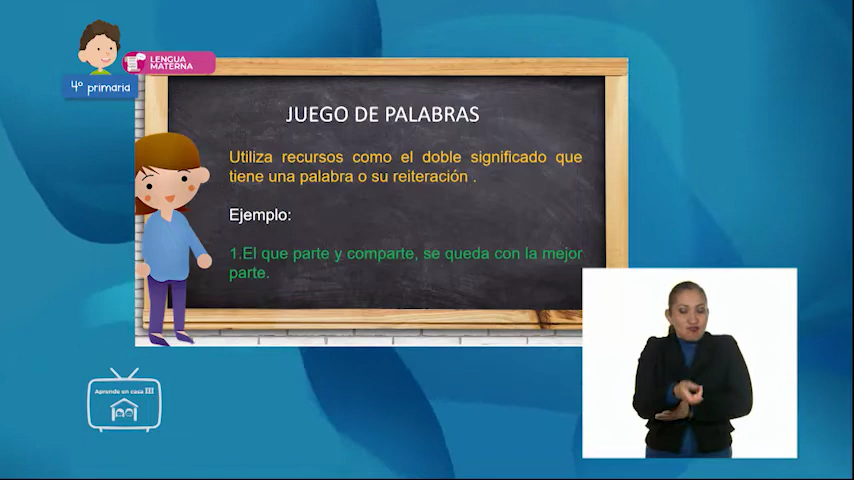 LENGUA
MATERNA
4º primaria
JUEGO DE PALABRAS
Utiliza recursos como el doble significado que
tiene una palabra o su reiteración .
Ejemplo:
1.El que parte y comparte, se queda con la mejor
parte.
Aprende en casa III